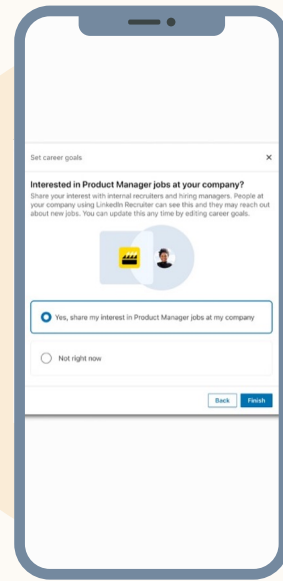 Set career goals
Interested in Product Manager jobs at your company?
Share your interest with internal recruiters and hiring managers. People at
your company using LinkedIn Recruiter can see this and they may reach out
about new jobs. You can update this any time by editing career goals.
Yes, share my interest in Product Manager jobs at my company
Not right now
Back Finish